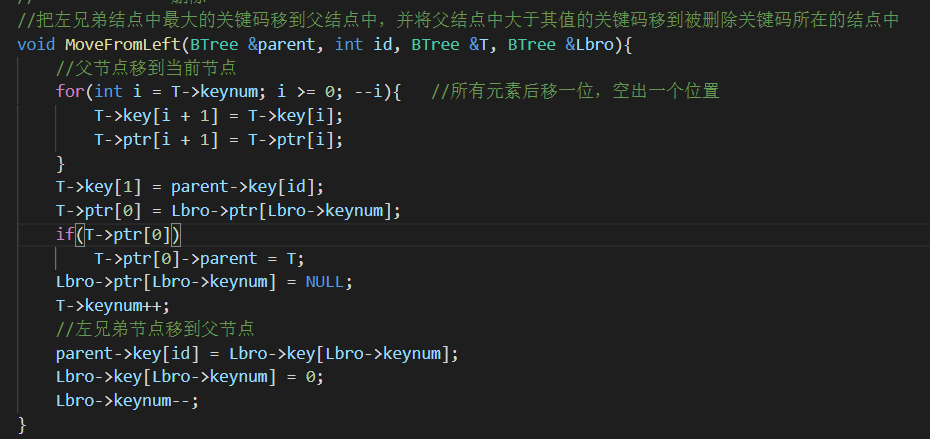 //把左兄弟结点中最大的关键码移到父结点中，并将父结点中大于其值的关键码移到被删除关键码所在的结点中
void MoveFromLeft(BTree &parent, int id, BTree &T, BTree &Lbro){
    //父节点移到当前节点
    for(int i = T->keynum; i >= 0; --i){   //所有元素后移一位，空出一个位置
        T->key[i + 1] = T->key[i];
        T->ptr[i + 1] = T->ptr[i];
    }
    T->key[1] = parent->key[id];
    T->ptr[0] = Lbro->ptr[Lbro->keynum];
    if(T->ptr[0])
        T->ptr[0]->parent = T;
    Lbro->ptr[Lbro->keynum] = NULL;
    T->keynum++;
    //左兄弟节点移到父节点
    parent->key[id] = Lbro->key[Lbro->keynum];
    Lbro->key[Lbro->keynum] = 0;
    Lbro->keynum--;
}